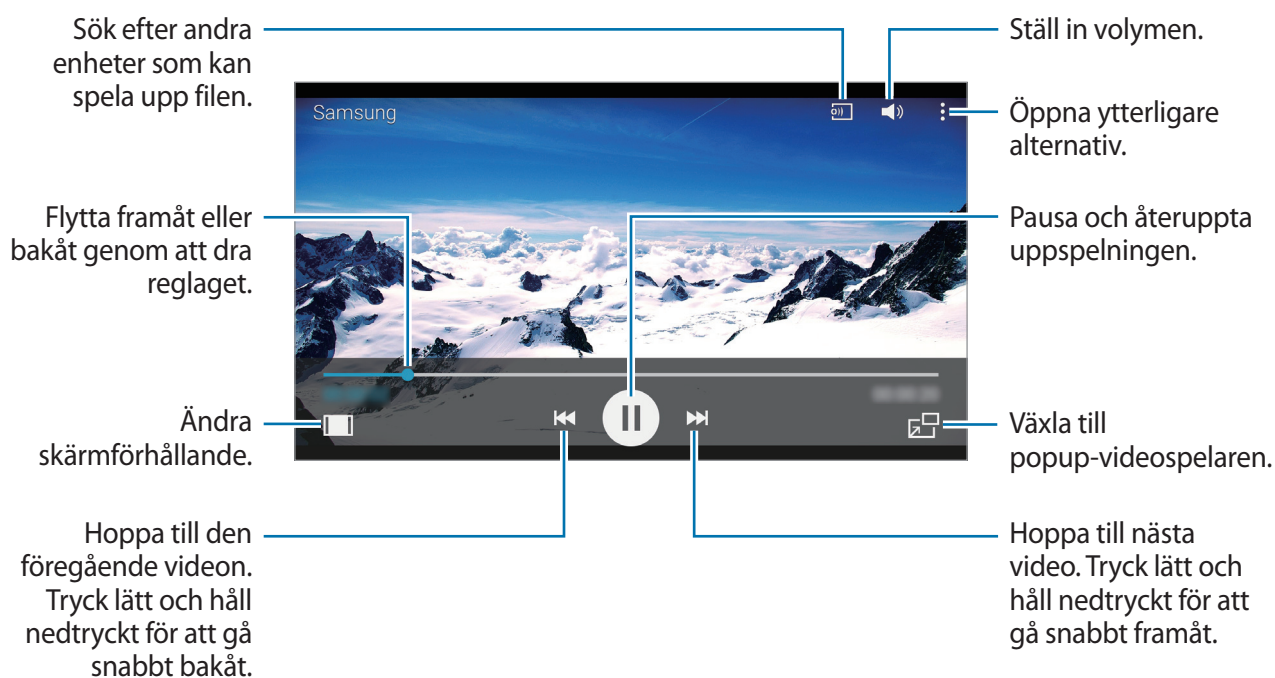 Sök efter andra
enheter som kan
spela upp filen.
Ställ in volymen.
Samsung
Öppna ytterligare
alternativ.
Flytta framåt eller
bakåt genom att dra
reglaget.
Pausa och återuppta
uppspelningen.
Ändra
skärmförhållande.
Växla till
popup-videospelaren.
Hoppa till den
föregående videon.
Tryck lätt och håll
nedtryckt för att gå
snabbt bakåt.
Hoppa till nästa
video. Tryck lätt och
håll nedtryckt för att
gå snabbt framåt.